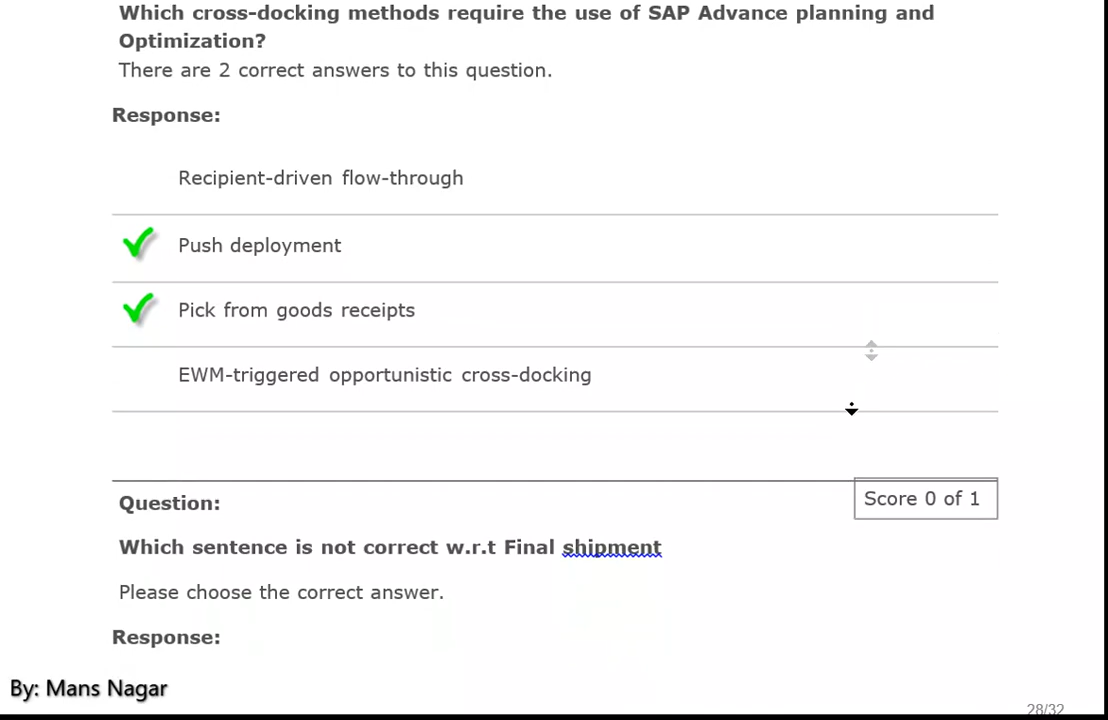 Which cross-docking methods require the use of SAP Advance planning and
Optimization?
There are 2 correct answers to this question.
Response:
Recipient-driven flow-through
Push deployment
Pick from goods receipts
EWM-triggered opportunistic cross-docking
Question:
Score 0 of 1
Which sentence is not correct w.r.t Final shipment
Please choose the correct answer.
Response:
By: Mans Nagar
28/32